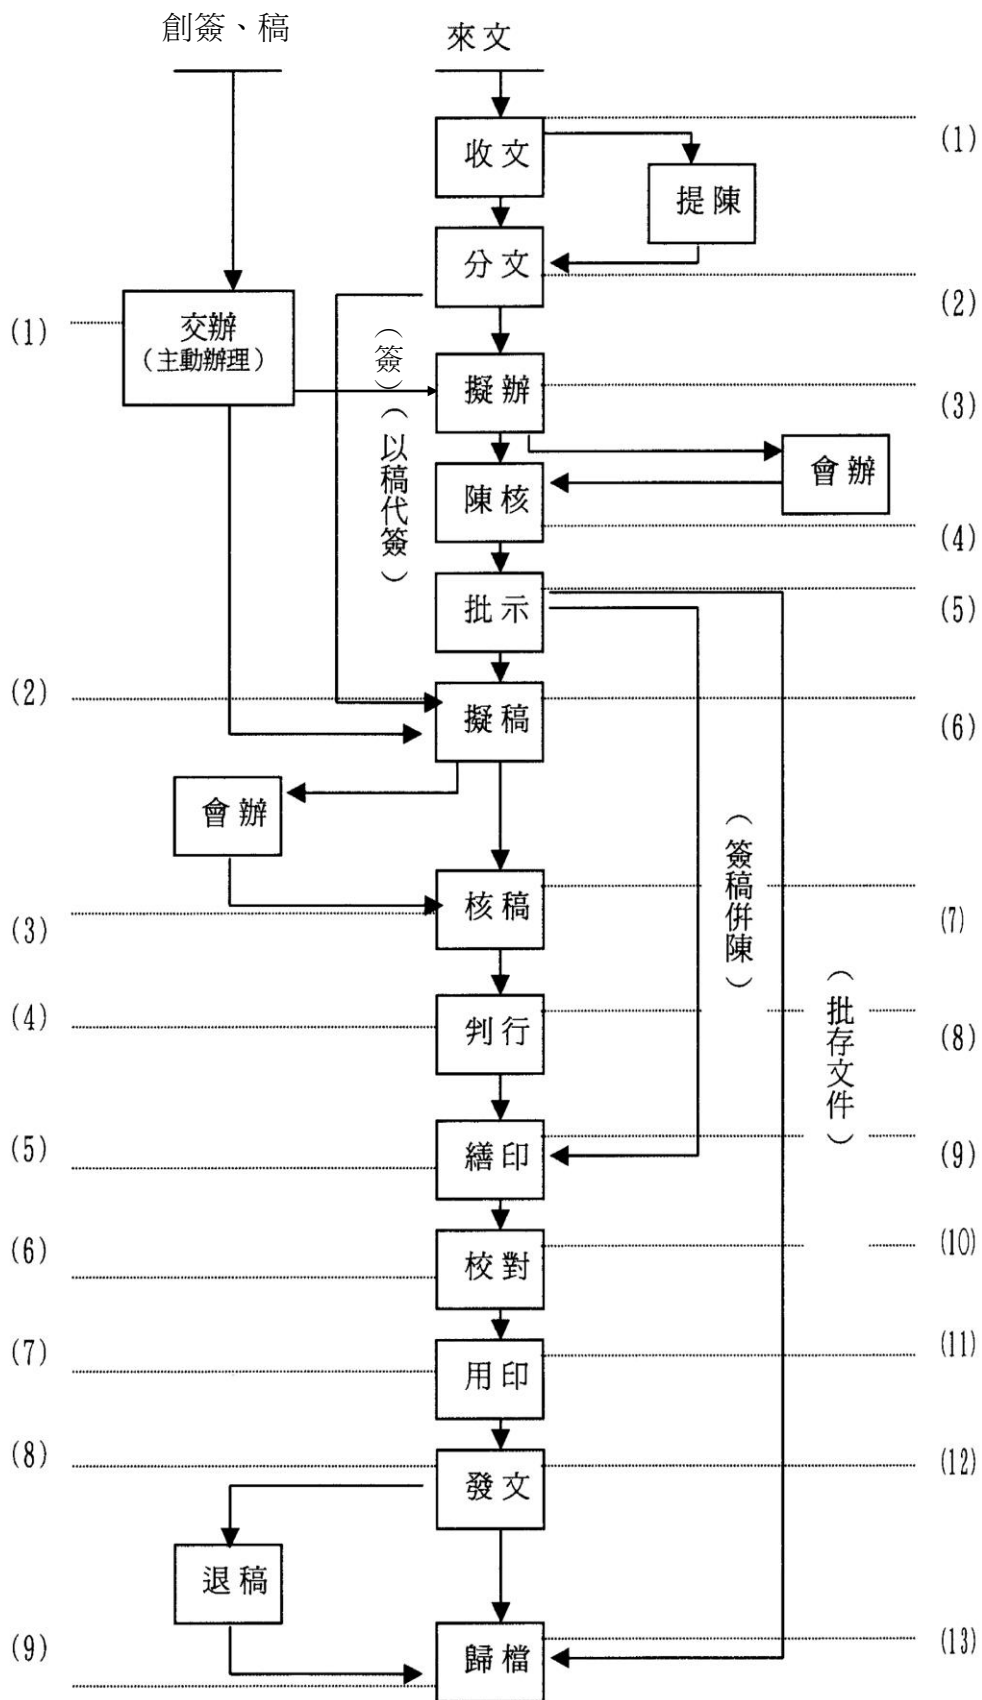 創簽、稿
來文
收文
(1)
提陳
分文
(2)
(1)
交辦
（主動辦理）
（簽）
（以稿代簽）
擬辦
(3)
會辦
陳核
(4)
批示
(5)
(2)
擬稿
(6)
會辦
（簽稿併陳）
核稿
(7)
(3)
(4)
判行
(8)
（批存文件）
(5)
繕印
(9)
(6)
校對
(10)
(7)
用印
(11)
(8)
發文
(12)
退稿
(9)
歸檔
(13)